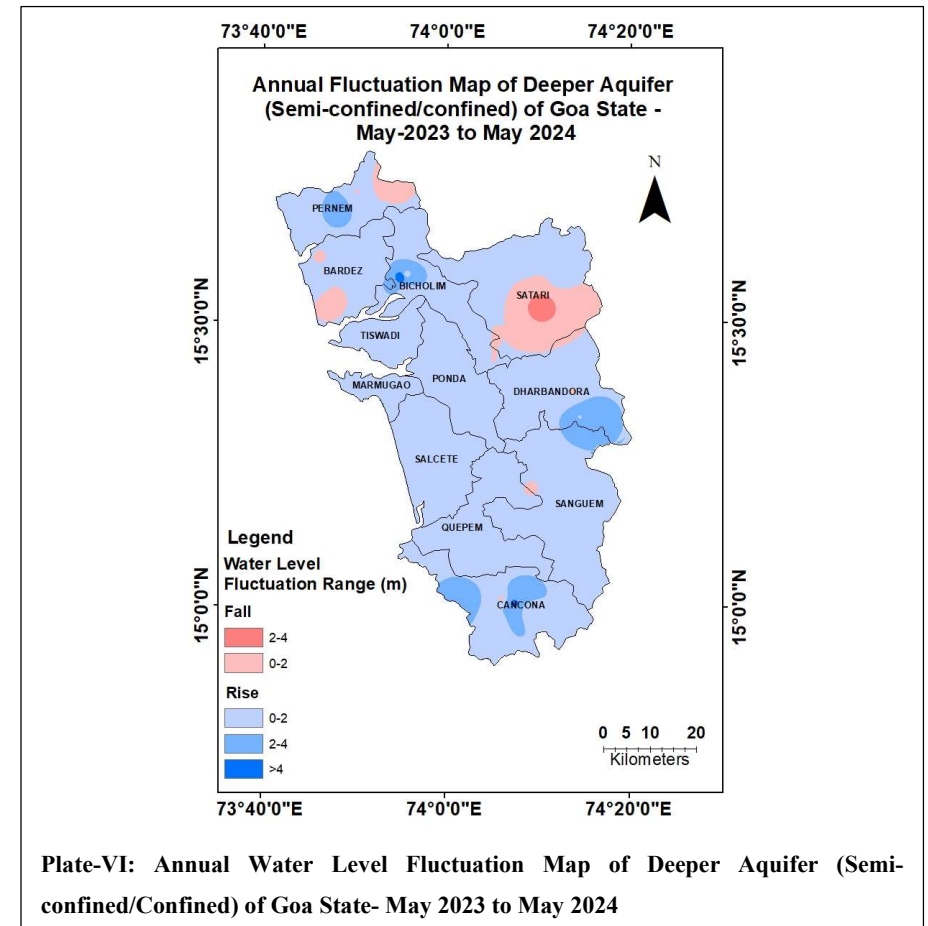 73°40'0"E 74°0'0"E 74°20'0"E
Annual Fluctuation Map of Deeper Aquifer
(Semi-confined/confined) of Goa State -
May-2023 to May 2024
N
PERNEM
BARDEZ
BICHOLIM
SATARI
15°30'0"N
15°30'0"N
TISWADI
PONDA
MARMUGAO
DHARBANDORA
SALCETE
SANGUEM
QUEPEM
CANCONA
15°0'0"N
15°0'0"N
Legend
Water Level
Fluctuation Range (m)
Fall
2-4
0-2
Rise
0-2
2-4
>4
0 5 10 20
Kilometers
73°40'0"E 74°0'0"E 74°20'0"E
Plate-VI: Annual Water Level Fluctuation Map of Deeper Aquifer (Semi-
confined/Confined) of Goa State- May 2023 to May 2024